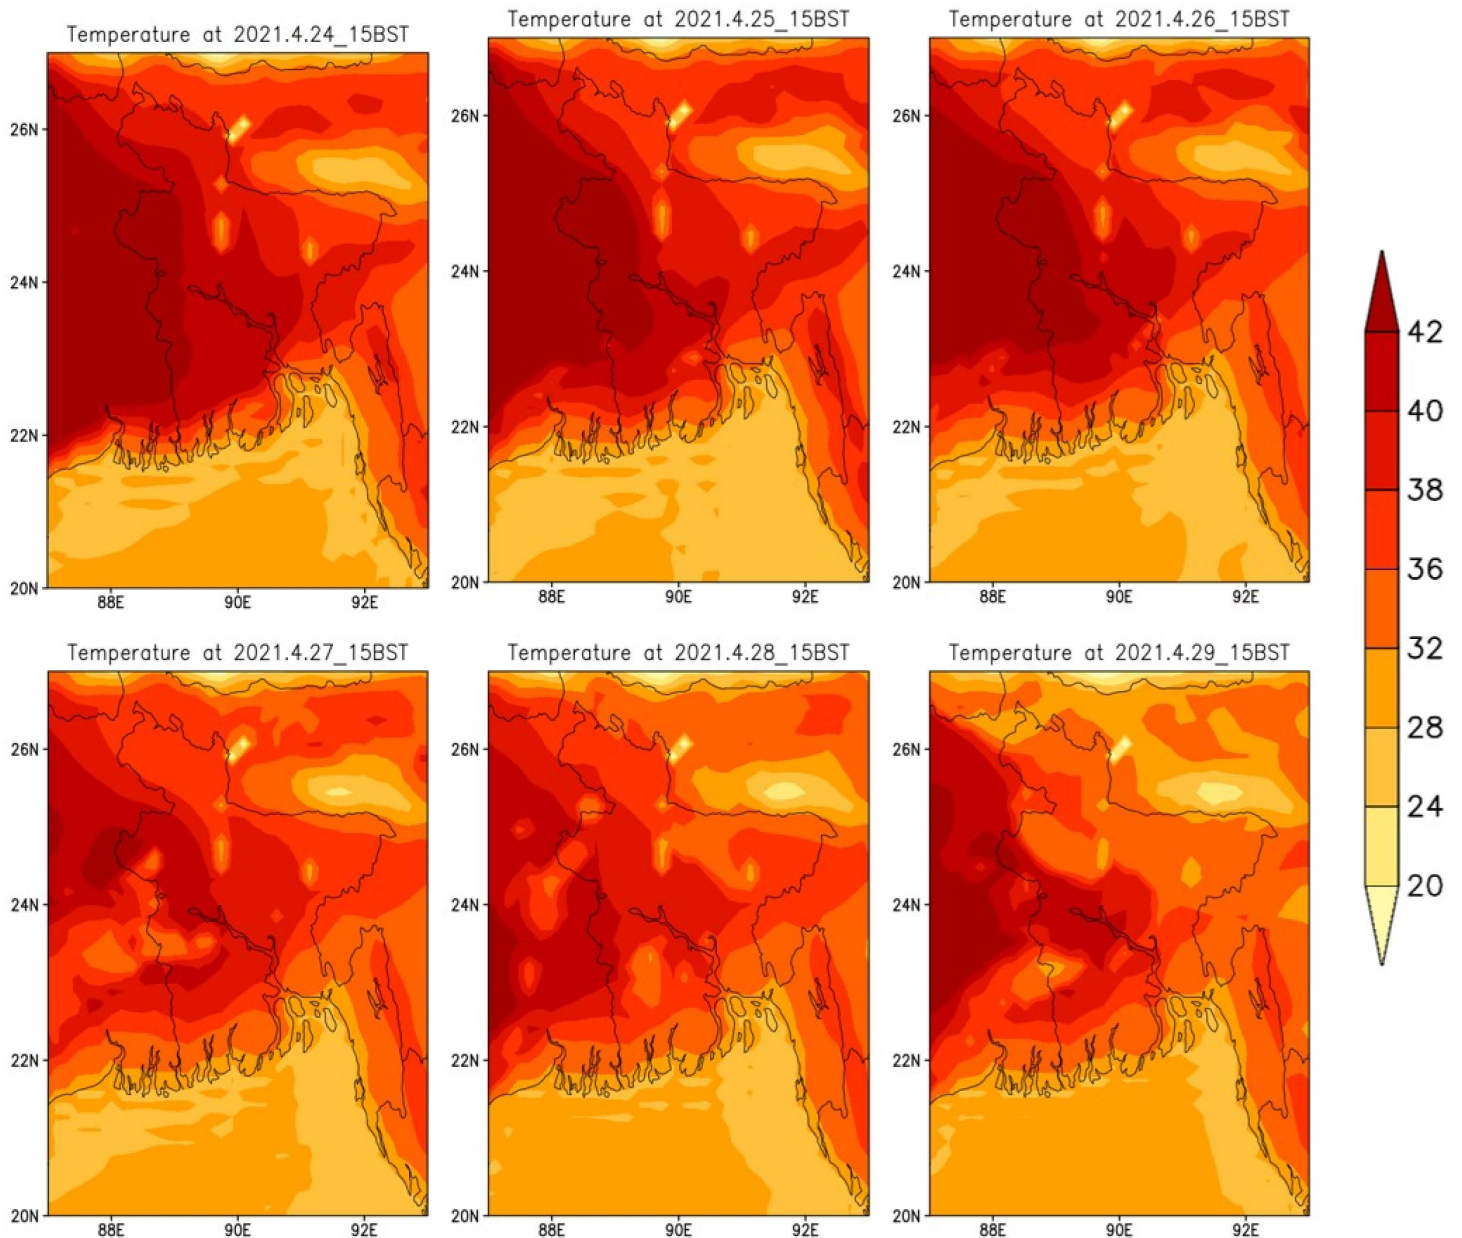 Temperature at 2021.4.24_15BST
Temperature at 2021.4.25_15BST
Temperature at 2021.4.26_15BST
26N
24N
22N
20N
88E
90E
92E
26N
24N
22N
20N
88E
90E
92E
26N
24N
22N
20N
88E
90E
92E
42
40
38
36
32
28
24
20
Temperature at 2021.4.27_15BST
Temperature at 2021.4.28_15BST
Temperature at 2021.4.29_15BST
26N
24N
22N
20N
88E
90E
92E
26N
24N
22N
20N
88E
90E
92E
26N
24N
22N
20N
88E
90E
92E